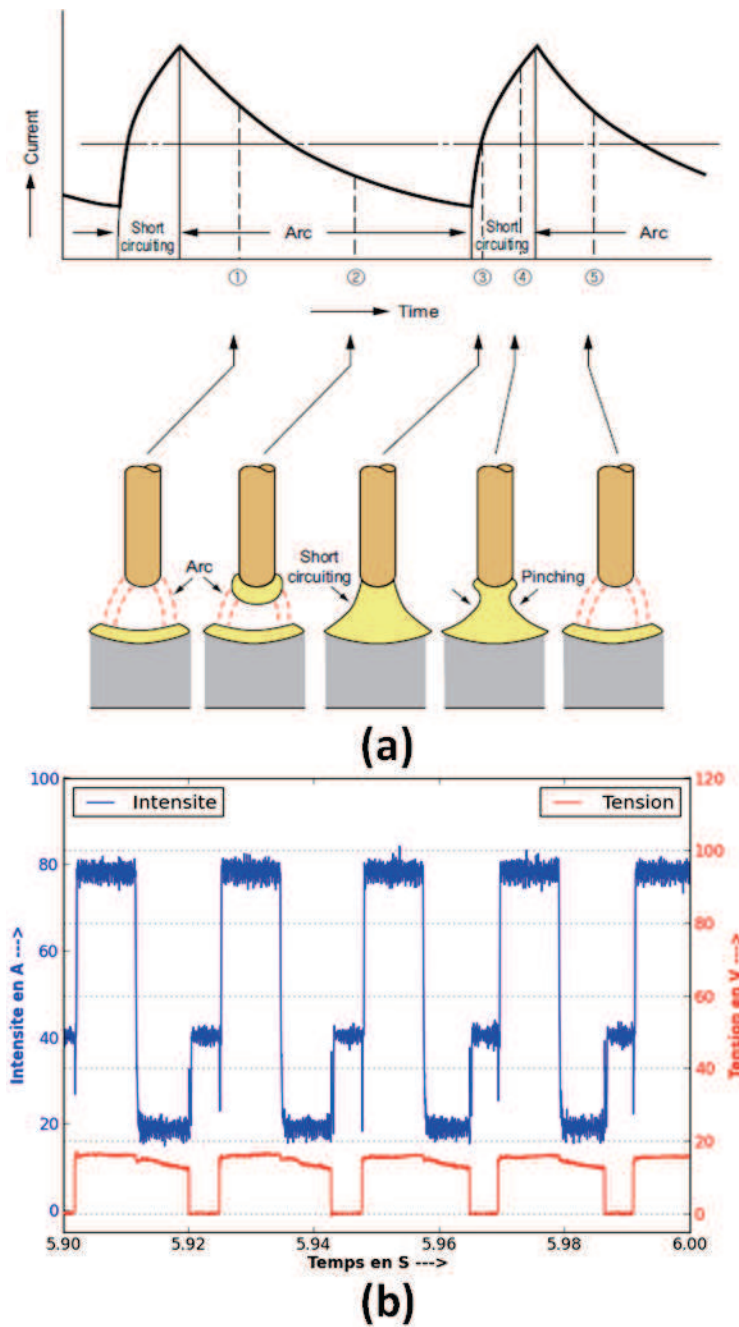 Current
Short
circuiting
Arc
Short
circuiting
Arc
① ② ③ ④ ⑤
Time
Arc
Short
circuiting
Pinching
(a)
100
80
60
40
20
0
Intensite en A --->
Intensite
Tension
120
100
80
60
40
20
0
Tension en V --->
5.90 5.92 5.94 5.96 5.98 6.00
Temps en S --->
(b)